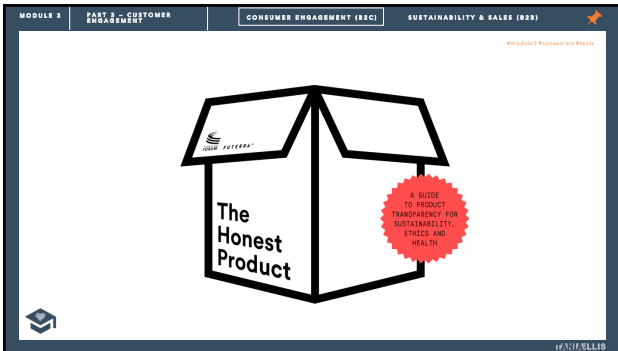 MODULE 3
PART 3 – CUSTOMER
ENGAGEMENT
CONSUMER ENGAGEMENT (B2C)
SUSTAINABILITY & SALES (B2B)
#module3 #consumers #tools
FORUM
FUTERRA
The
Honest
Product
A GUIDE
TO PRODUCT
TRANSPARENCY FOR
SUSTAINABILITY,
ETHICS AND
HEALTH
TANIAELLIS